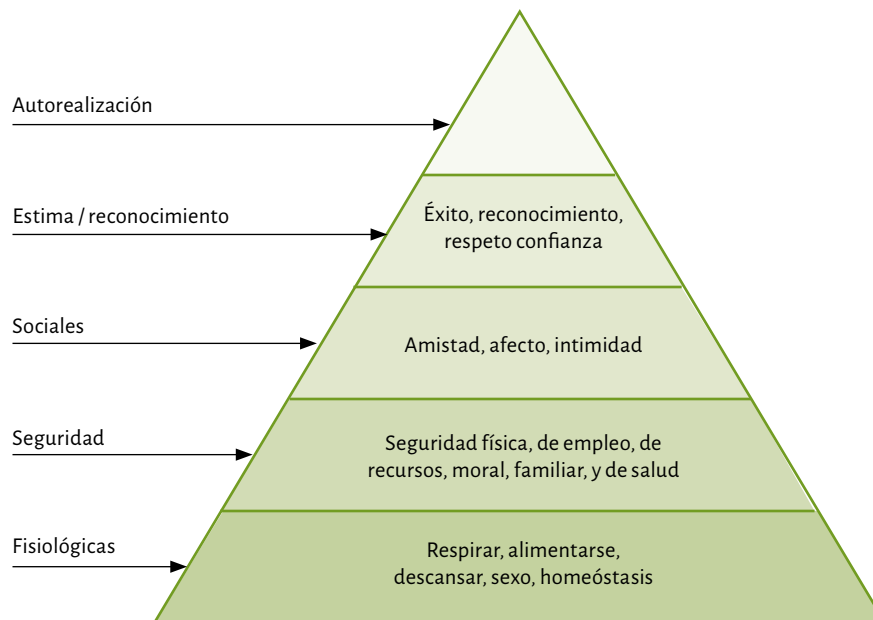 Autorealización
Estima / reconocimiento
Éxito, reconocimiento,
respeto confianza
Sociales
Amistad, afecto, intimidad
Seguridad
Seguridad física, de empleo, de
recursos, moral, familiar, y de salud
Fisiológicas
Respirar, alimentarse,
descansar, sexo, homeóstasis